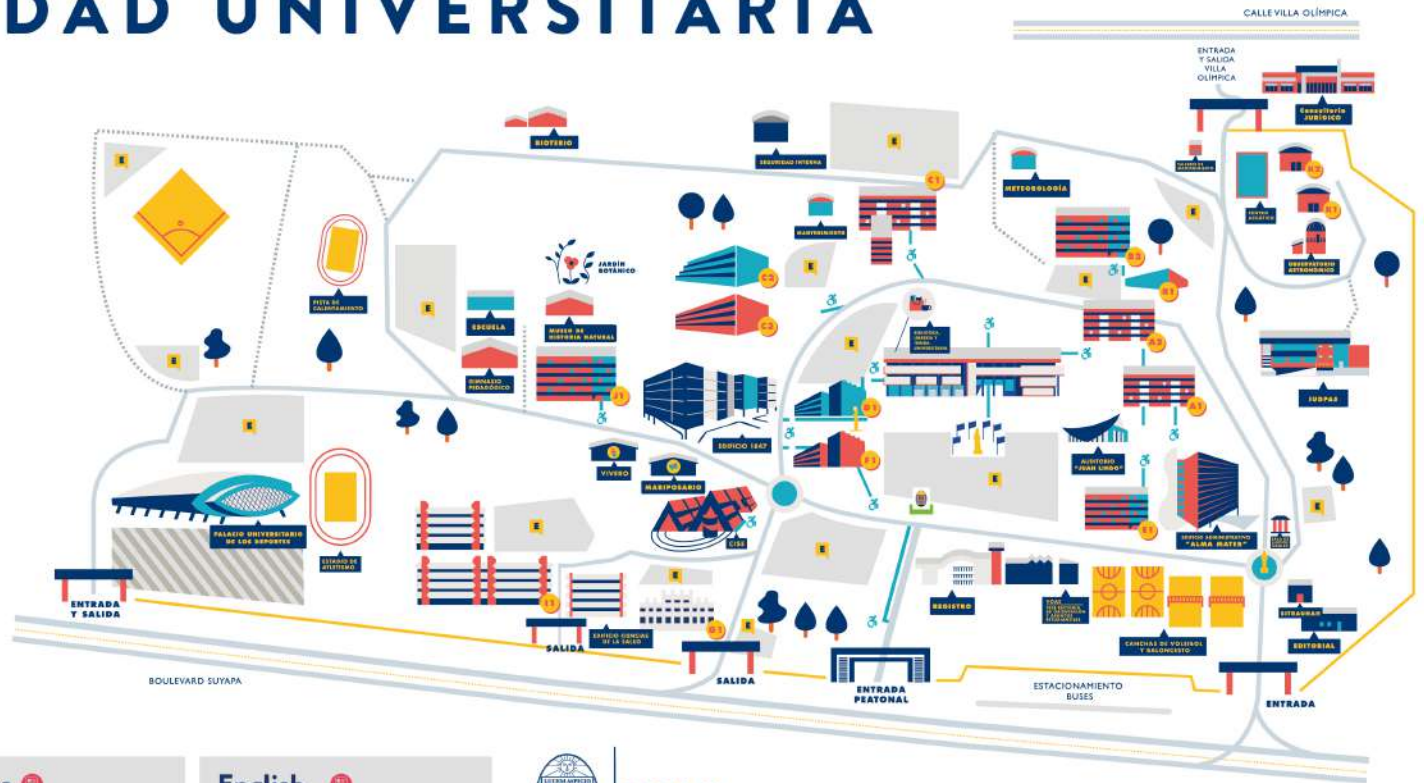 DAD UNIVERSITARIA
CALLE VILLA OLÍMPICA
ENTRADA
Y SALIDA
VILLA
OLÍMPICA
Consultorio
JURÍDICO
BIOTERIO
SEGURIDAD INTERNA
E
C1
METEOROLOGÍA
K2
K1
CENTRO
ACUÁTICO
OBSERVATORIO
ASTRONÓMICO
E
MANTENIMIENTO
E
B2
E
B1
E
JARDÍN
BOTÁNICO
C2
C3
PISTA DE
CALENTAMIENTO
E
ESCUELA
MUSEO DE
HISTORIA NATURAL
GIMNASIO
PEDAGÓGICO
J1
E
E
A2
A1
SUDPAS
D1
F1
EDIFICIO 1847
VIVERO
MARIPOSARIO
AUDITORIO
"JUAN LINDO"
E
E
E
E1
EDIFICIO ADMINISTRATIVO
"ALMA MATER"
E
PALACIO UNIVERSITARIO
DE LOS DEPORTES
ESTADIO DE
ATLETISMO
E
CISE
E
ENTRADA
Y SALIDA
I1
E
EDIFICIO CIENCIAS
DE LA SALUD
SALIDA
E
REGISTRO
CANCHAS DE VOLEIBOL
Y BALONCESTO
SITRAUNAH
EDITORIAL
BOULEVARD SUYAPA
SALIDA
ENTRADA
PEATONAL
ESTACIONAMIENTO
BUSES
ENTRADA
English